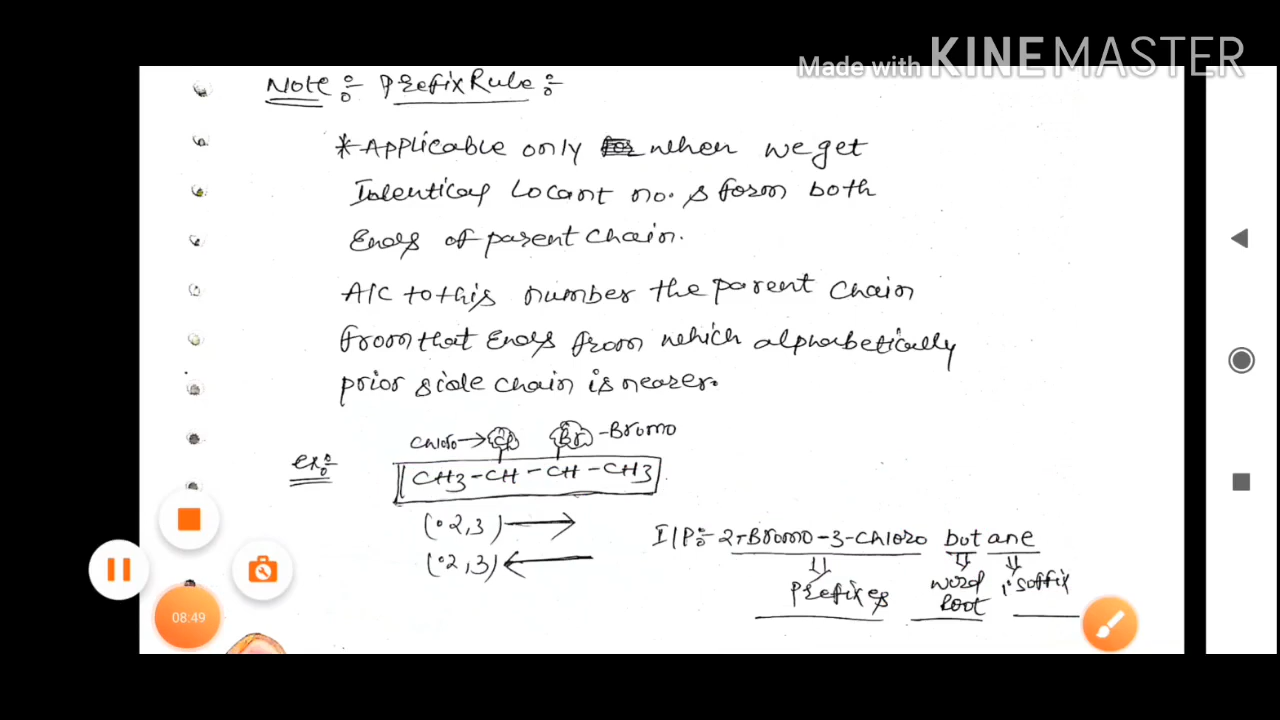 Made with KINEMASTER
Note :- Prefix Rule :-
*Applicable only when we get
Identical Locant no.s form both
Ends of parent chain.
A/C to this number the parent chain
from that Ends from which alphabetically
prior side chain is nearer.
Chloro → Cl Br -Bromo
ex:-
CH3-CH-CH-CH3
(2,3) →
(2,3) ←
I/P:- 2-Bromo-3-Chloro butane
prefixes word 1° suffix
Root
08:49